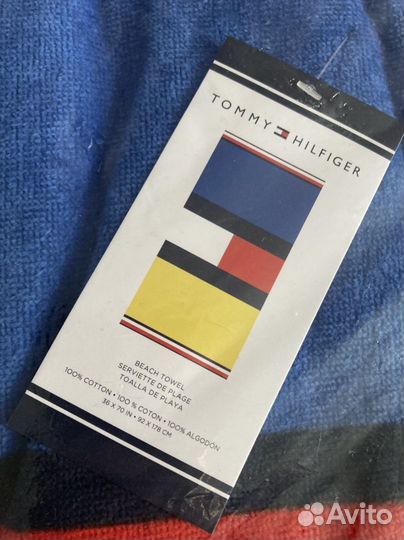 TOMMY HILFIGER
BEACH TOWEL
SERVIETTE DE PLAGE
TOALLA DE PLAYA
100% COTTON • 100 % COTON • 100% ALGODÓN
36 X 70 IN • 92 X 178 CM
Avito